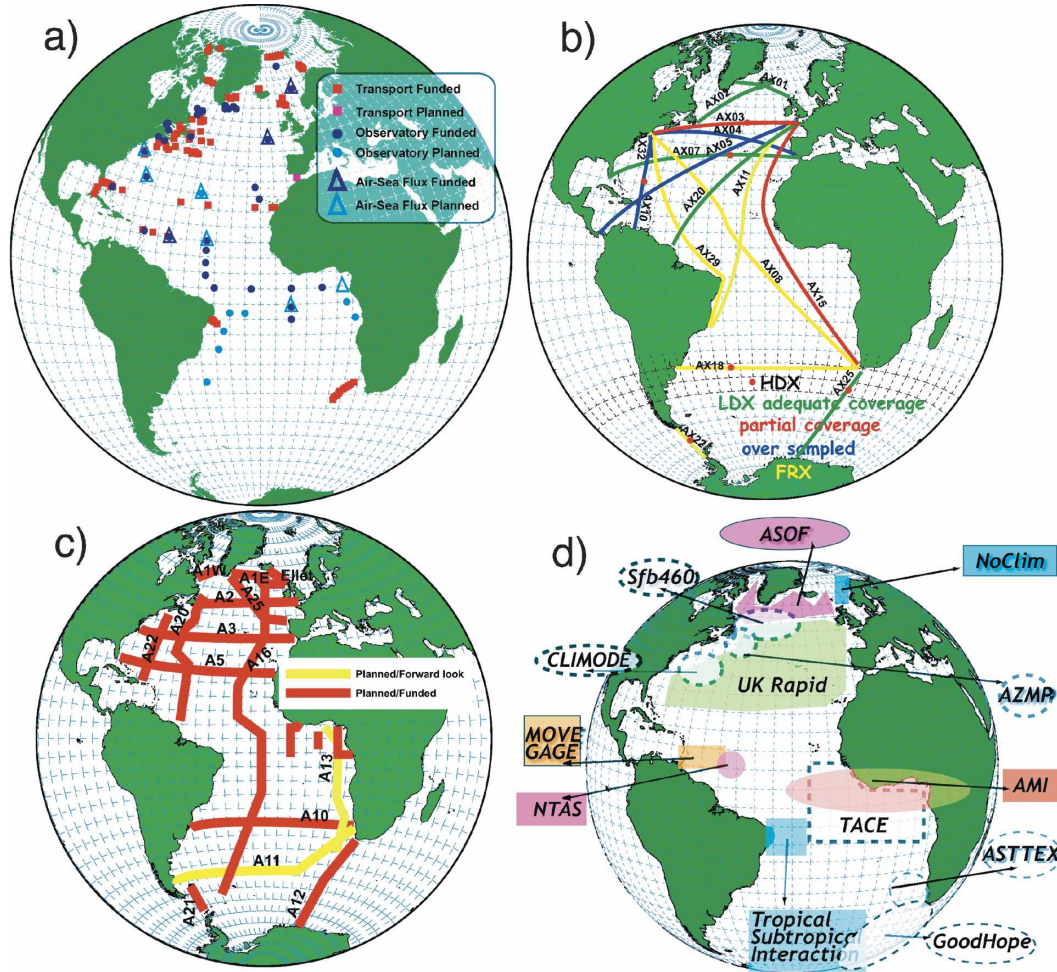 a)
Transport Funded
Transport Planned
Observatory Funded
Observatory Planned
Air-Sea Flux Funded
Air-Sea Flux Planned
b)
AX01
AX02
AX03
AX04
AX32
AX07
AX05
AX11
AX10
AX20
AX29
AX08
AX15
AX18
AX25
AX22
HDX
LDX adequate coverage
partial coverage
over sampled
FRX
c)
A1W
A1E
Ellet
A2
A25
A20
A3
A22
A5
A16
Planned/Forward look
Planned/Funded
A13
A10
A11
A21
A12
d)
ASOF
NoClim
Sfb460
CLIMODE
UK Rapid
AZMP
MOVE
GAGE
NTAS
AMI
TACE
ASTTEX
Tropical
Subtropical
Interaction
GoodHope